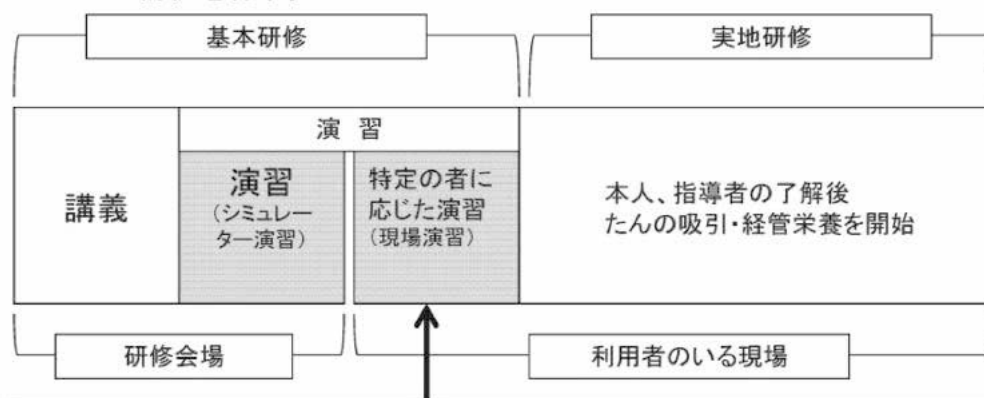 基本研修
実地研修
演 習
講義
演習
(シミュレー
ター演習)
特定の者に
応じた演習
(現場演習)
本人、指導者の了解後
たんの吸引・経管栄養を開始
研修会場
利用者のいる現場